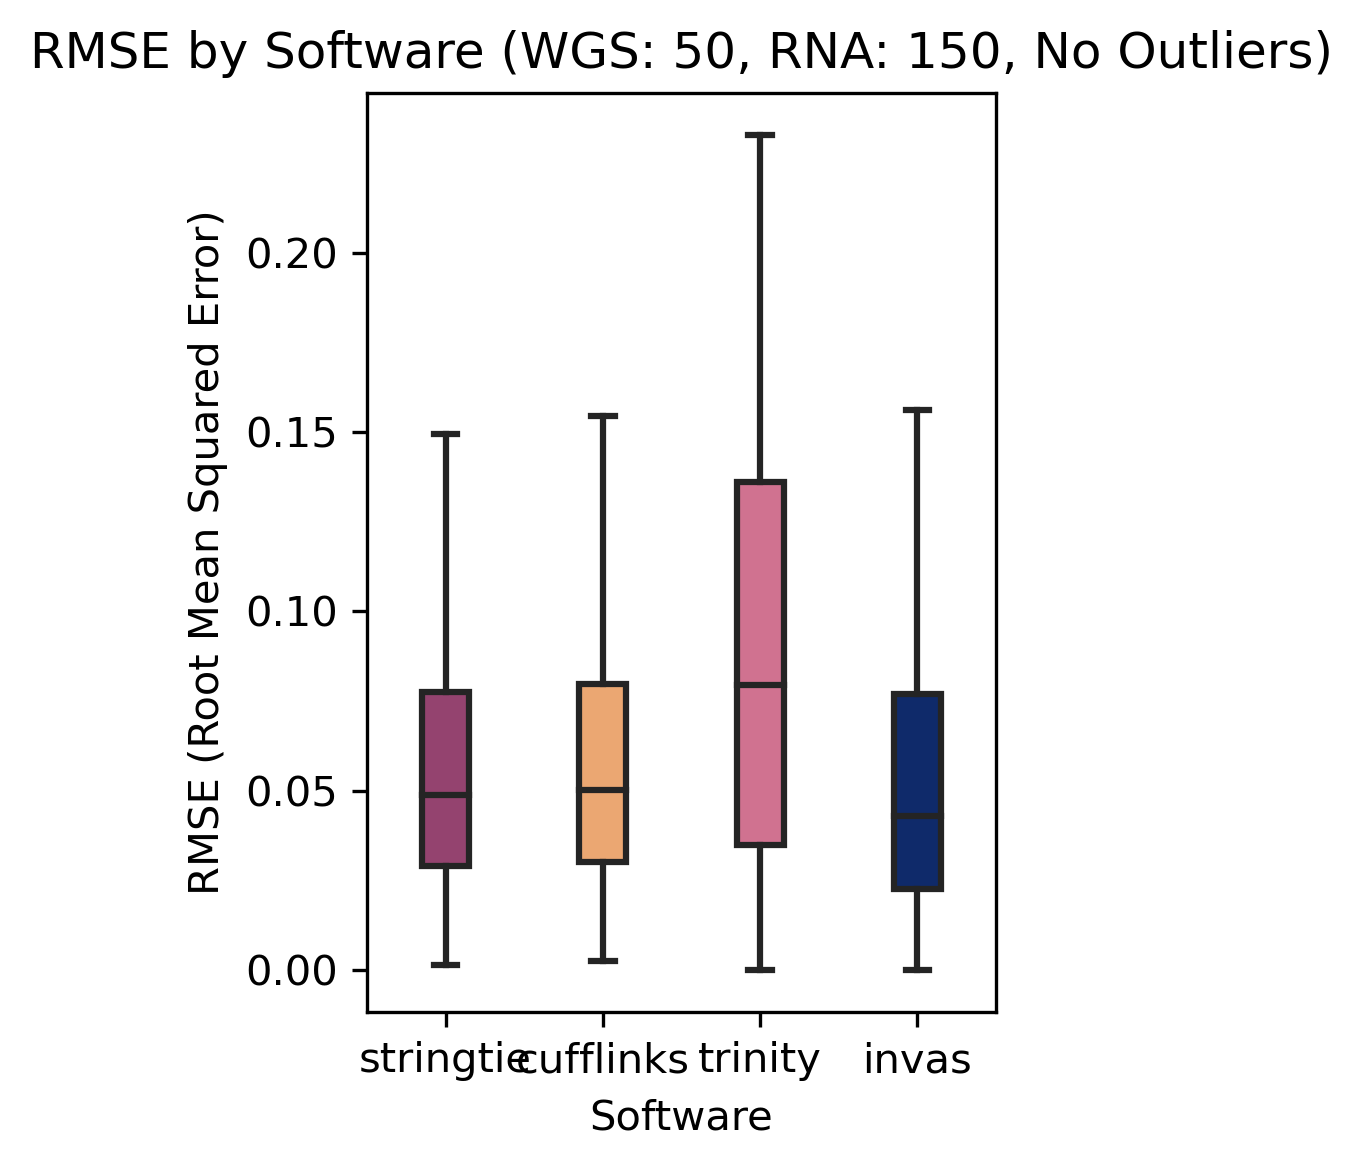 RMSE by Software (WGS: 50, RNA: 150, No Outliers)
RMSE (Root Mean Squared Error)
0.20
0.15
0.10
0.05
0.00
stringtie cufflinks trinity invas
Software